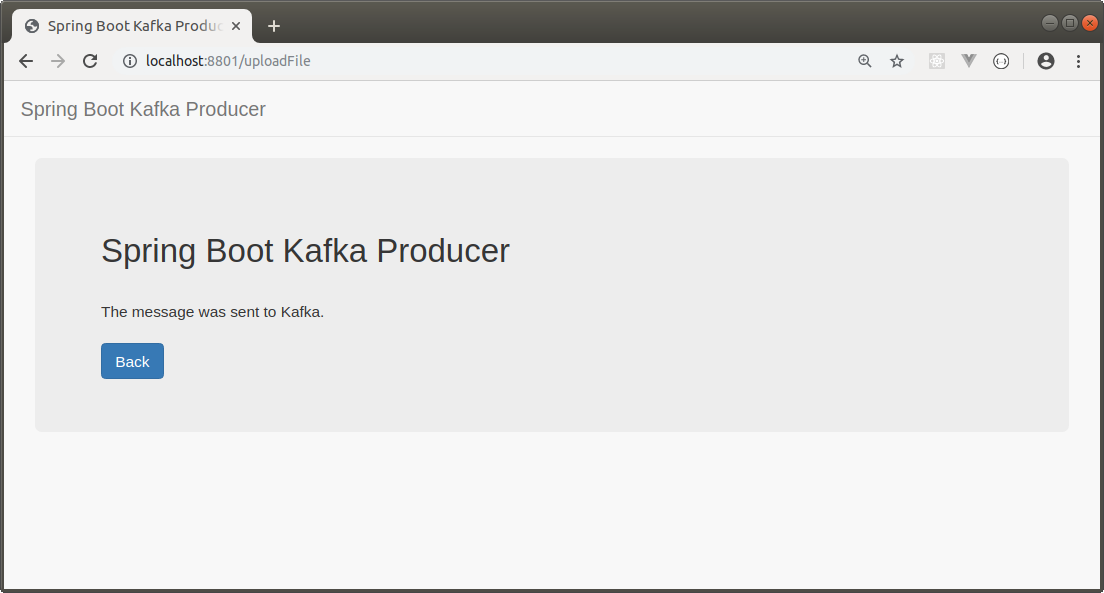 Spring Boot Kafka Produc
localhost:8801/uploadFile
Spring Boot Kafka Producer
Spring Boot Kafka Producer
The message was sent to Kafka.
Back